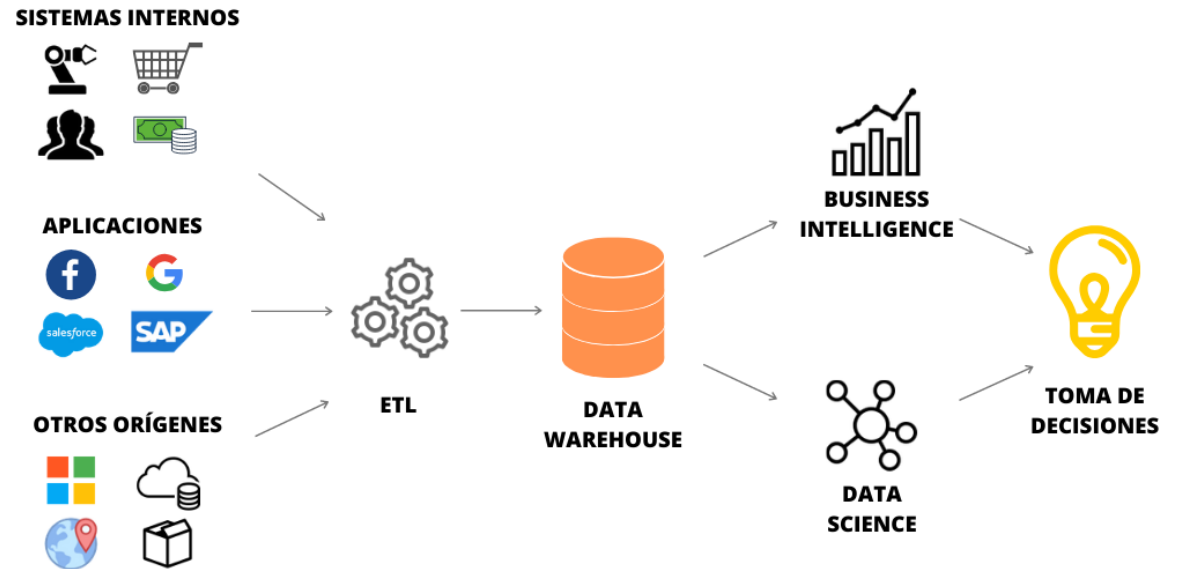 SISTEMAS INTERNOS
APLICACIONES
f
G
salesforce
SAP
OTROS ORÍGENES
ETL
DATA
WAREHOUSE
BUSINESS
INTELLIGENCE
DATA
SCIENCE
TOMA DE
DECISIONES